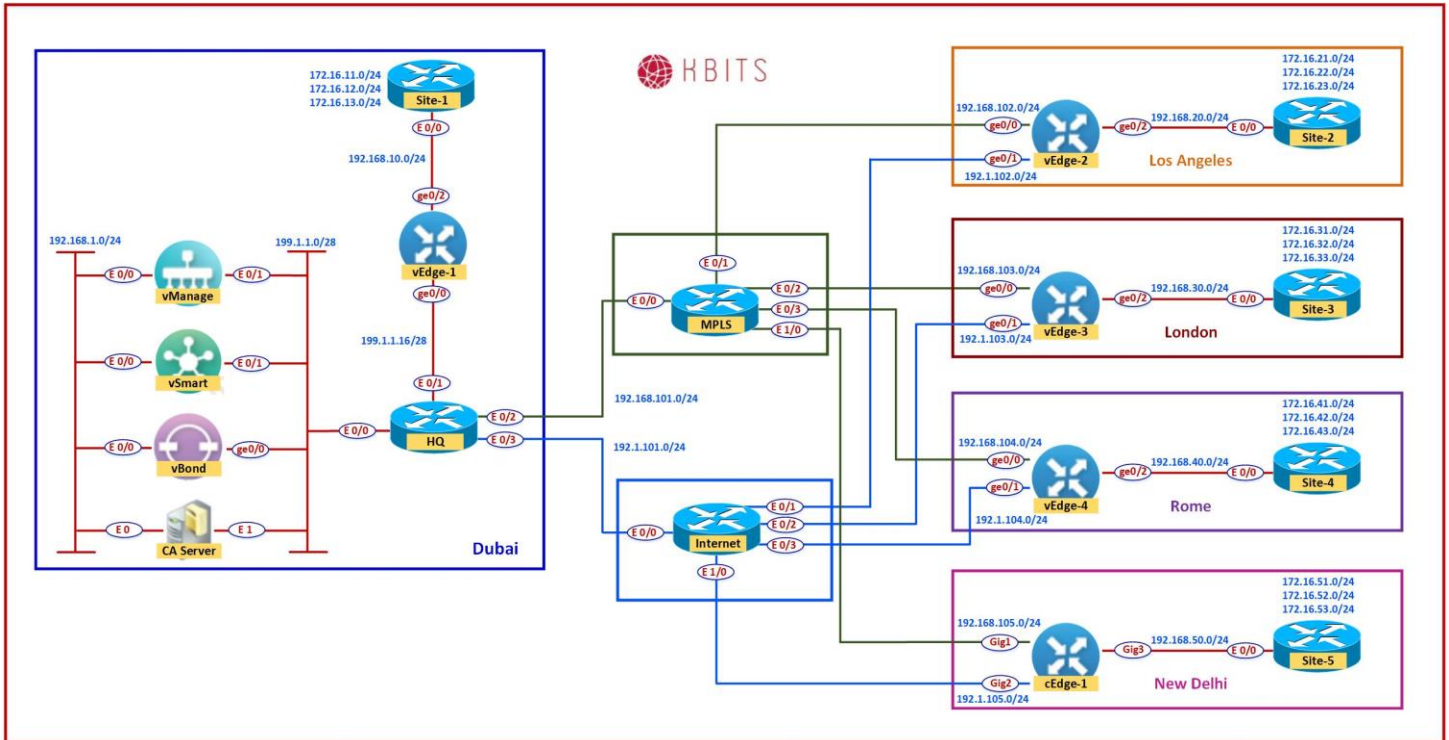 KBITS
172.16.11.0/24
172.16.12.0/24
172.16.13.0/24
Site-1
E 0/0
192.168.10.0/24
ge0/2
vEdge-1
ge0/0
199.1.1.16/28
E 0/1
HQ
E 0/0
E 0/2
E 0/3
192.168.1.0/24
199.1.1.0/28
E 0/0
vManage
E 0/1
E 0/0
vSmart
E 0/1
E 0/0
vBond
ge0/0
E 0
CA Server
E 1
Dubai
192.168.101.0/24
192.1.101.0/24
E 0/1
E 0/0
MPLS
E 0/2
E 0/3
E 1/0
E 0/0
Internet
E 0/1
E 0/2
E 0/3
E 1/0
192.168.102.0/24
ge0/0
ge0/1
192.1.102.0/24
vEdge-2
ge0/2
192.168.20.0/24
E 0/0
172.16.21.0/24
172.16.22.0/24
172.16.23.0/24
Site-2
Los Angeles
192.168.103.0/24
ge0/0
ge0/1
192.1.103.0/24
vEdge-3
ge0/2
192.168.30.0/24
E 0/0
172.16.31.0/24
172.16.32.0/24
172.16.33.0/24
Site-3
London
192.168.104.0/24
ge0/0
ge0/1
192.1.104.0/24
vEdge-4
ge0/2
192.168.40.0/24
E 0/0
172.16.41.0/24
172.16.42.0/24
172.16.43.0/24
Site-4
Rome
192.168.105.0/24
Gig1
Gig2
192.1.105.0/24
cEdge-1
Gig3
192.168.50.0/24
E 0/0
172.16.51.0/24
172.16.52.0/24
172.16.53.0/24
Site-5
New Delhi